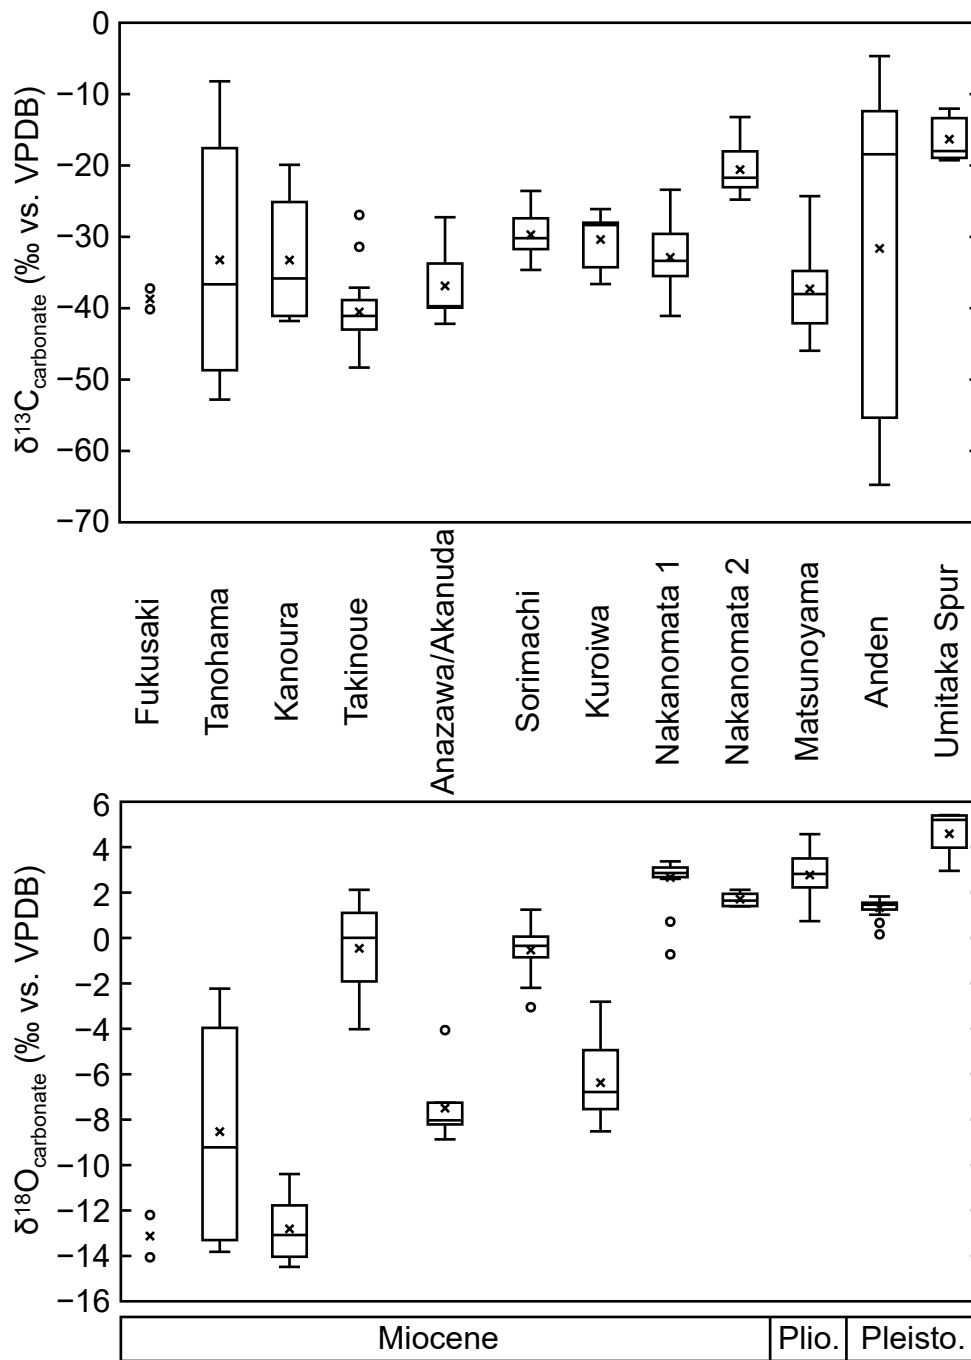 δ13Ccarbonate (‰ vs. VPDB)
0
−10
−20
−30
−40
−50
−60
−70
Fukusaki
Tanohama
Kanoura
Takinoue
Anazawa/Akanuda
Sorimachi
Kuroiwa
Nakanomata 1
Nakanomata 2
Matsunoyama
Anden
Umitaka Spur
δ18Ocarbonate (‰ vs. VPDB)
6
4
2
0
−2
−4
−6
−8
−10
−12
−14
−16
Miocene
Plio.
Pleisto.